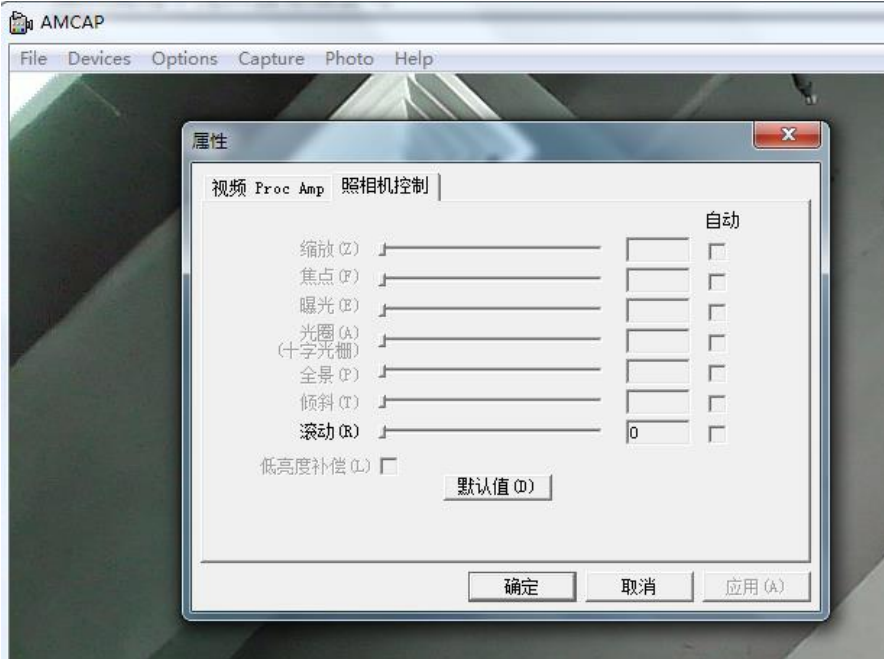 AMCAP
File Devices Options Capture Photo Help
属性
视频 Proc Amp 照相机控制
自动
缩放(Z)
焦点(F)
曝光(E)
光圈(A)
(十字光栅)
全景(P)
倾斜(T)
滚动(R) 0
低亮度补偿(L)
默认值(D)
确定 取消 应用(A)